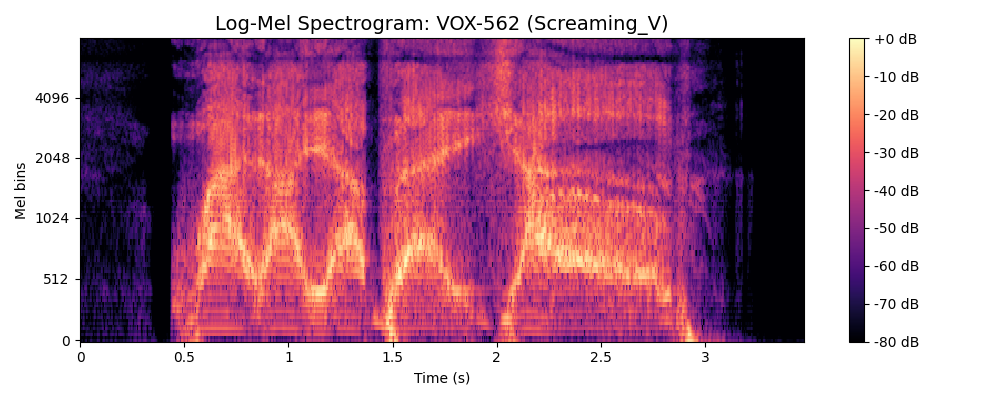 Log-Mel Spectrogram: VOX-562 (Screaming_V)
Mel bins
4096
2048
1024
512
0
0
0.5
1
1.5
2
2.5
3
Time (s)
+0 dB
-10 dB
-20 dB
-30 dB
-40 dB
-50 dB
-60 dB
-70 dB
-80 dB